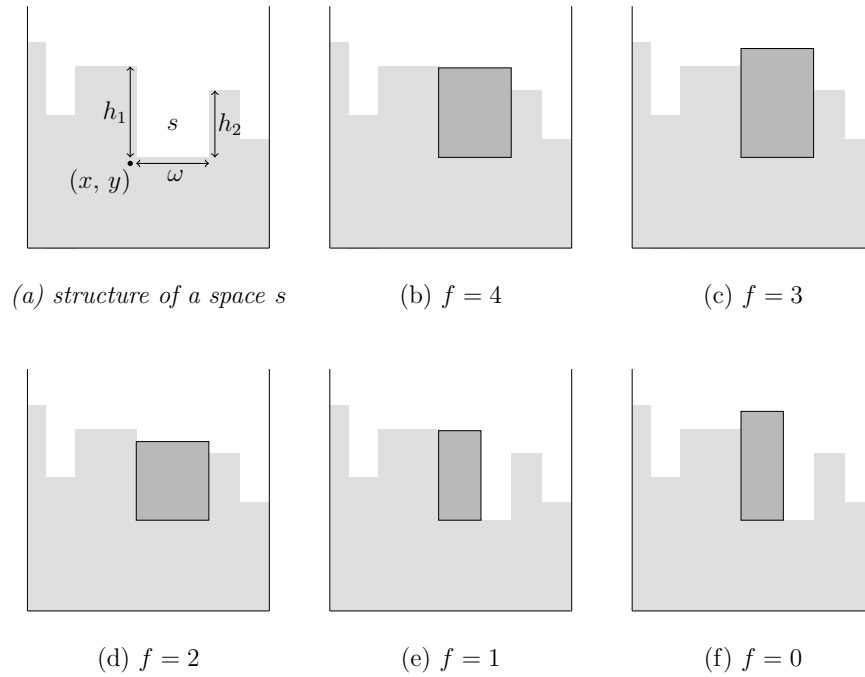 h₁
s
h₂
(x, y)
ω
(a) structure of a space s
(b) f = 4
(c) f = 3
(d) f = 2
(e) f = 1
(f) f = 0